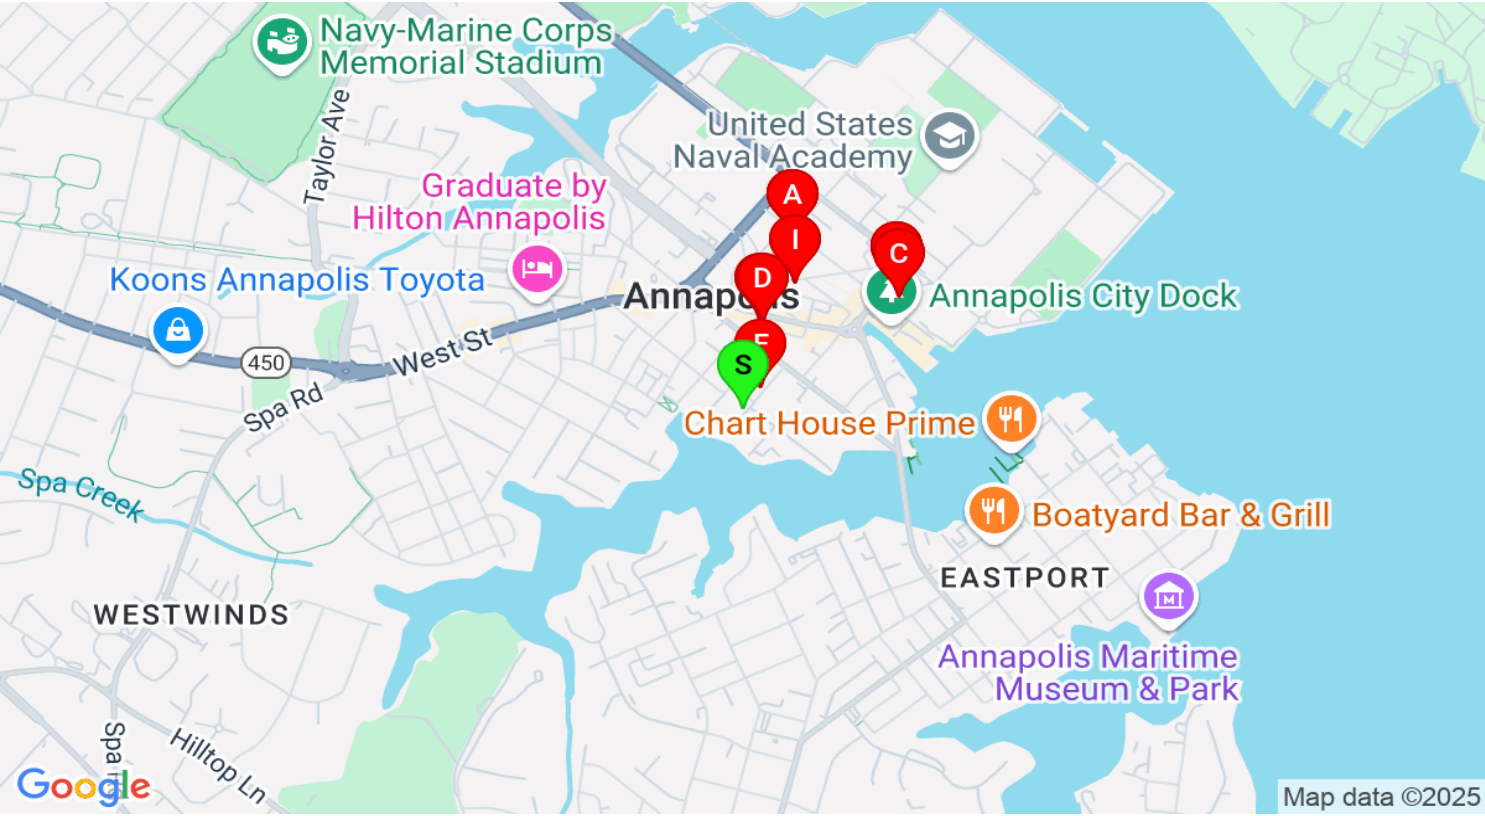 Navy-Marine Corps
Memorial Stadium
Taylor Ave
United States
Naval Academy
Graduate by
Hilton Annapolis
A
I
C
D
Koons Annapolis Toyota
Annapolis
Annapolis City Dock
West St
450
S
Spa Rd
Chart House Prime
Spa Creek
Boatyard Bar & Grill
EASTPORT
WESTWINDS
Annapolis Maritime
Museum & Park
M
Spa
Hilltop Ln
Google
Map data ©2025